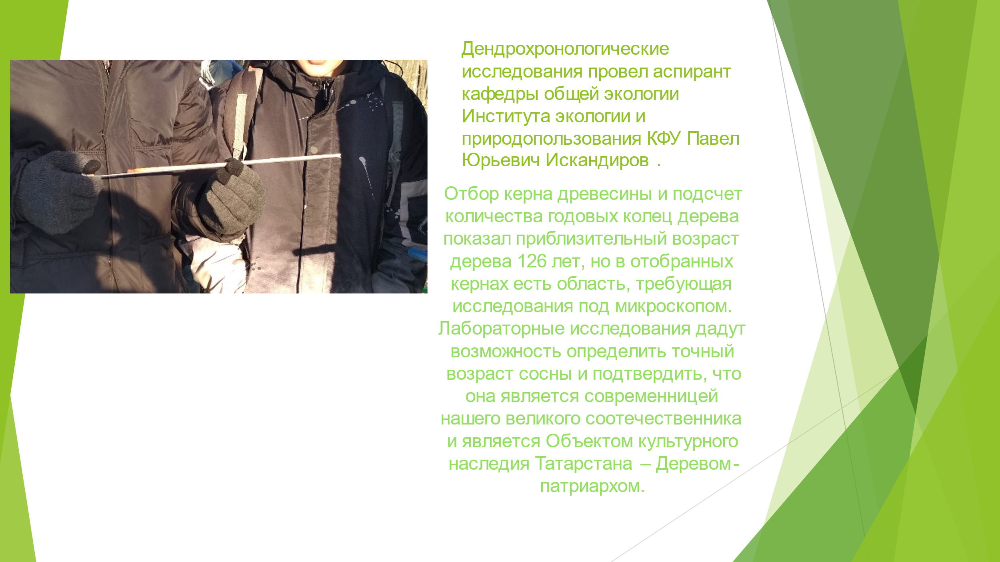 Дендрохронологические
исследования провел аспирант
кафедры общей экологии
Института экологии и
природопользования КФУ Павел
Юрьевич Искандиров .
Отбор керна древесины и подсчет
количества годовых колец дерева
показал приблизительный возраст
дерева 126 лет, но в отобранных
кернах есть область, требующая
исследования под микроскопом.
Лабораторные исследования дадут
возможность определить точный
возраст сосны и подтвердить, что
она является современницей
нашего великого соотечественника
и является Объектом культурного
наследия Татарстана – Деревом-
патриархом.